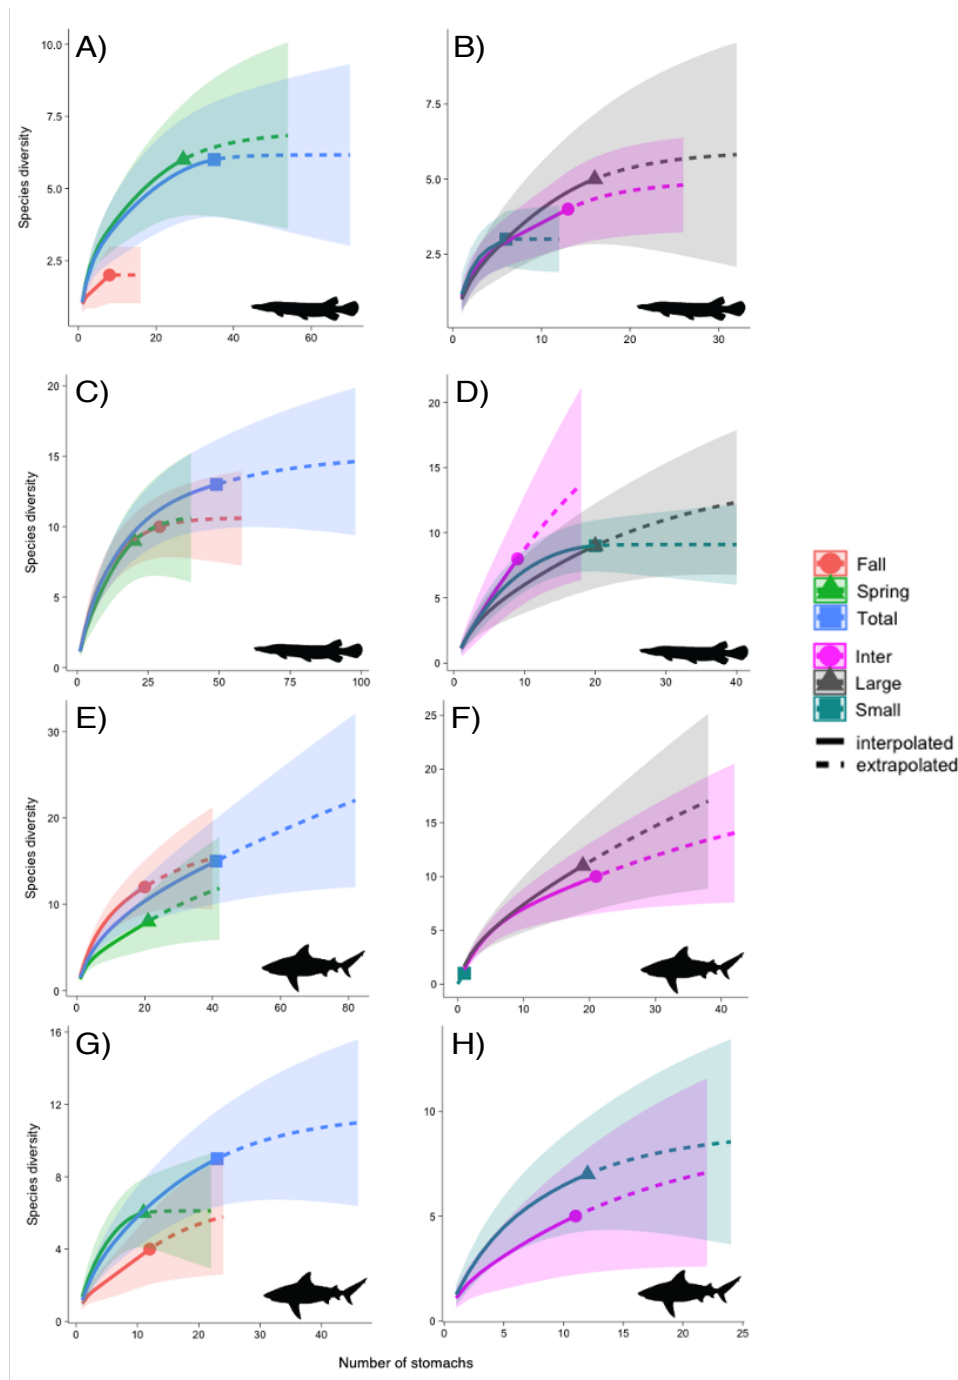 A)
10.0
7.5
5.0
2.5
Species diversity
0 20 40 60
B)
7.5
5.0
2.5
0 10 20 30
C)
20
15
10
5
0
Species diversity
0 25 50 75 100
D)
20
15
10
5
0
0 10 20 30 40
Fall
Spring
Total
Inter
Large
Small
interpolated
extrapolated
E)
30
20
10
0
Species diversity
0 20 40 60 80
F)
25
20
15
10
5
0
0 10 20 30 40
G)
16
12
8
4
0
Species diversity
0 10 20 30 40
H)
10
5
0
0 5 10 15 20 25
Number of stomachs